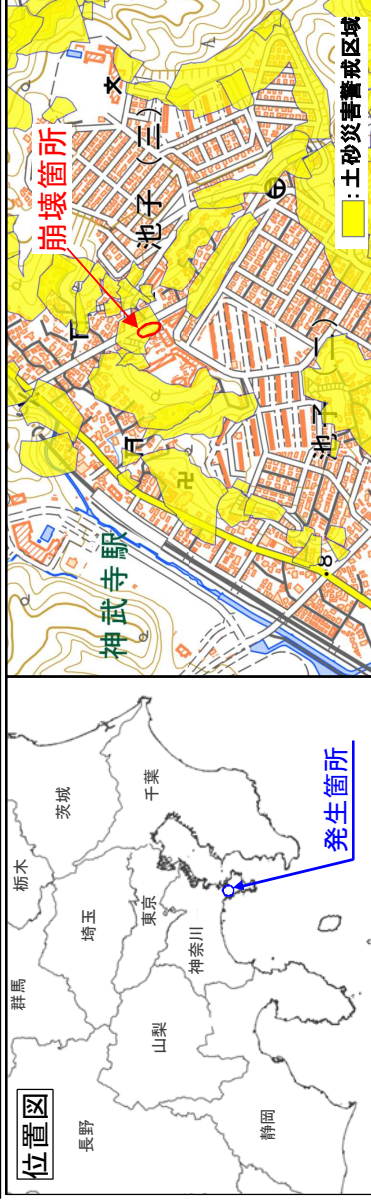 位置図
群馬
栃木
茨城
長野
埼玉
山梨
東京
千葉
神奈川
静岡
発生箇所
神武寺駅
崩壊箇所
池子（三）
池子（二）
:土砂災害警戒区域